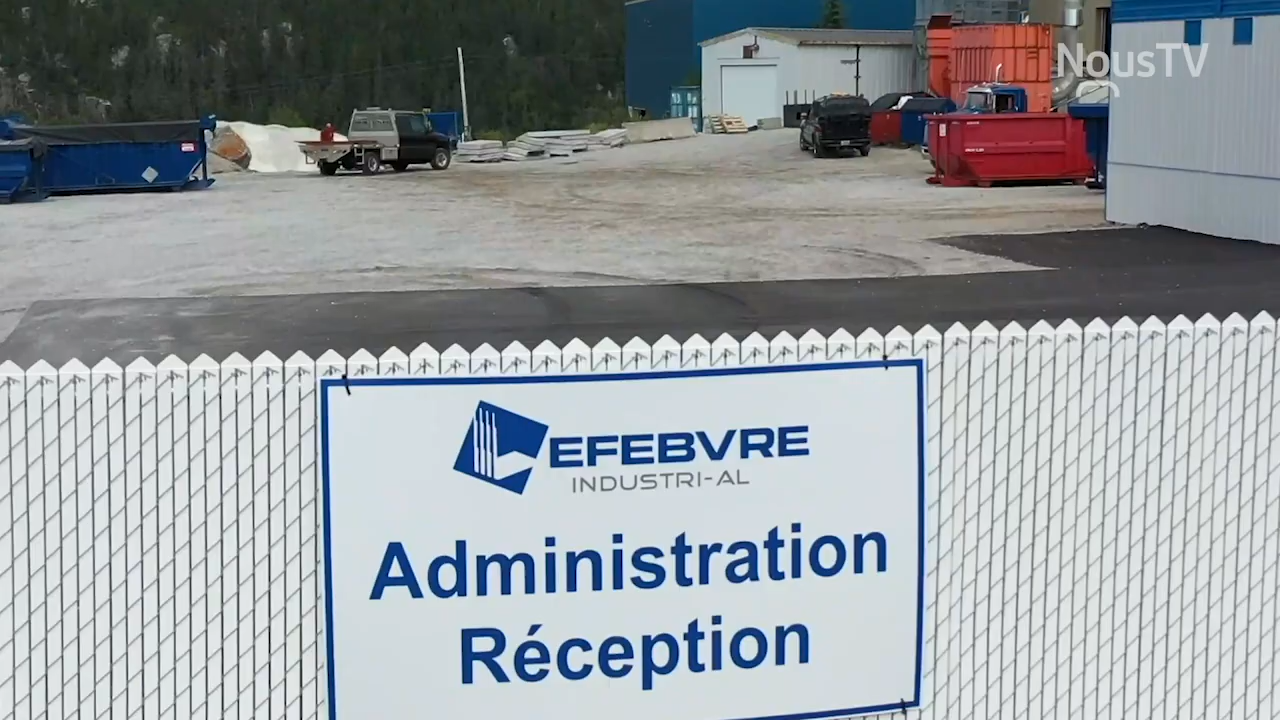 NousTV
EFEBVRE
INDUSTRI-AL
Administration
Réception